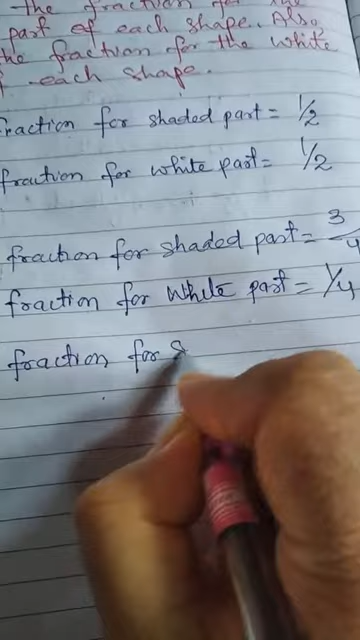 the fraction for the
part of each shape. Also
the fraction for the white
each shape.
fraction for shaded part = 1/2
fraction for white part = 1/2
fraction for shaded part = 3/4
fraction for white part = 1/4
fraction for s